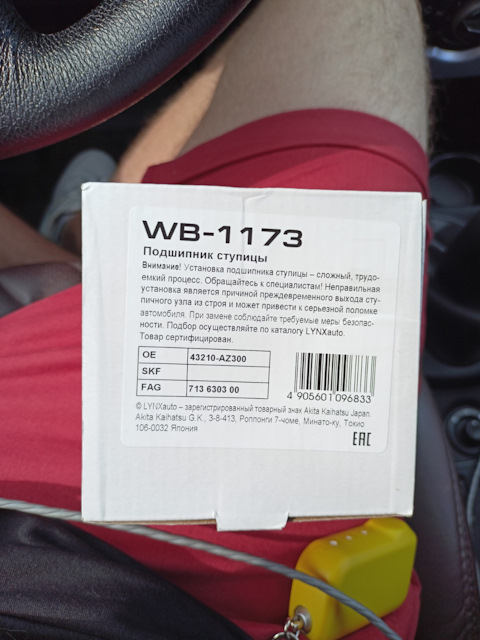 WB-1173
Подшипник ступицы
Внимание! Установка подшипника ступицы – сложный, трудо-
емкий процесс. Обращайтесь к специалистам! Неправильная
установка является причиной преждевременного выхода сту-
пичного узла из строя и может привести к серьезной поломке
автомобиля. При замене соблюдайте требуемые меры безопас-
ности. Подбор осуществляйте по каталогу LYNXauto.
Товар сертифицирован.
OE 43210-AZ300
SKF
FAG 713 6303 00
4 905601 096833
© LYNXauto – зарегистрированный товарный знак Akita Kaihatsu Japan.
Akita Kaihatsu G.K., 3-8-413, Роппонги 7-чоме, Минато-ку, Токио
106-0032 Япония
EAC